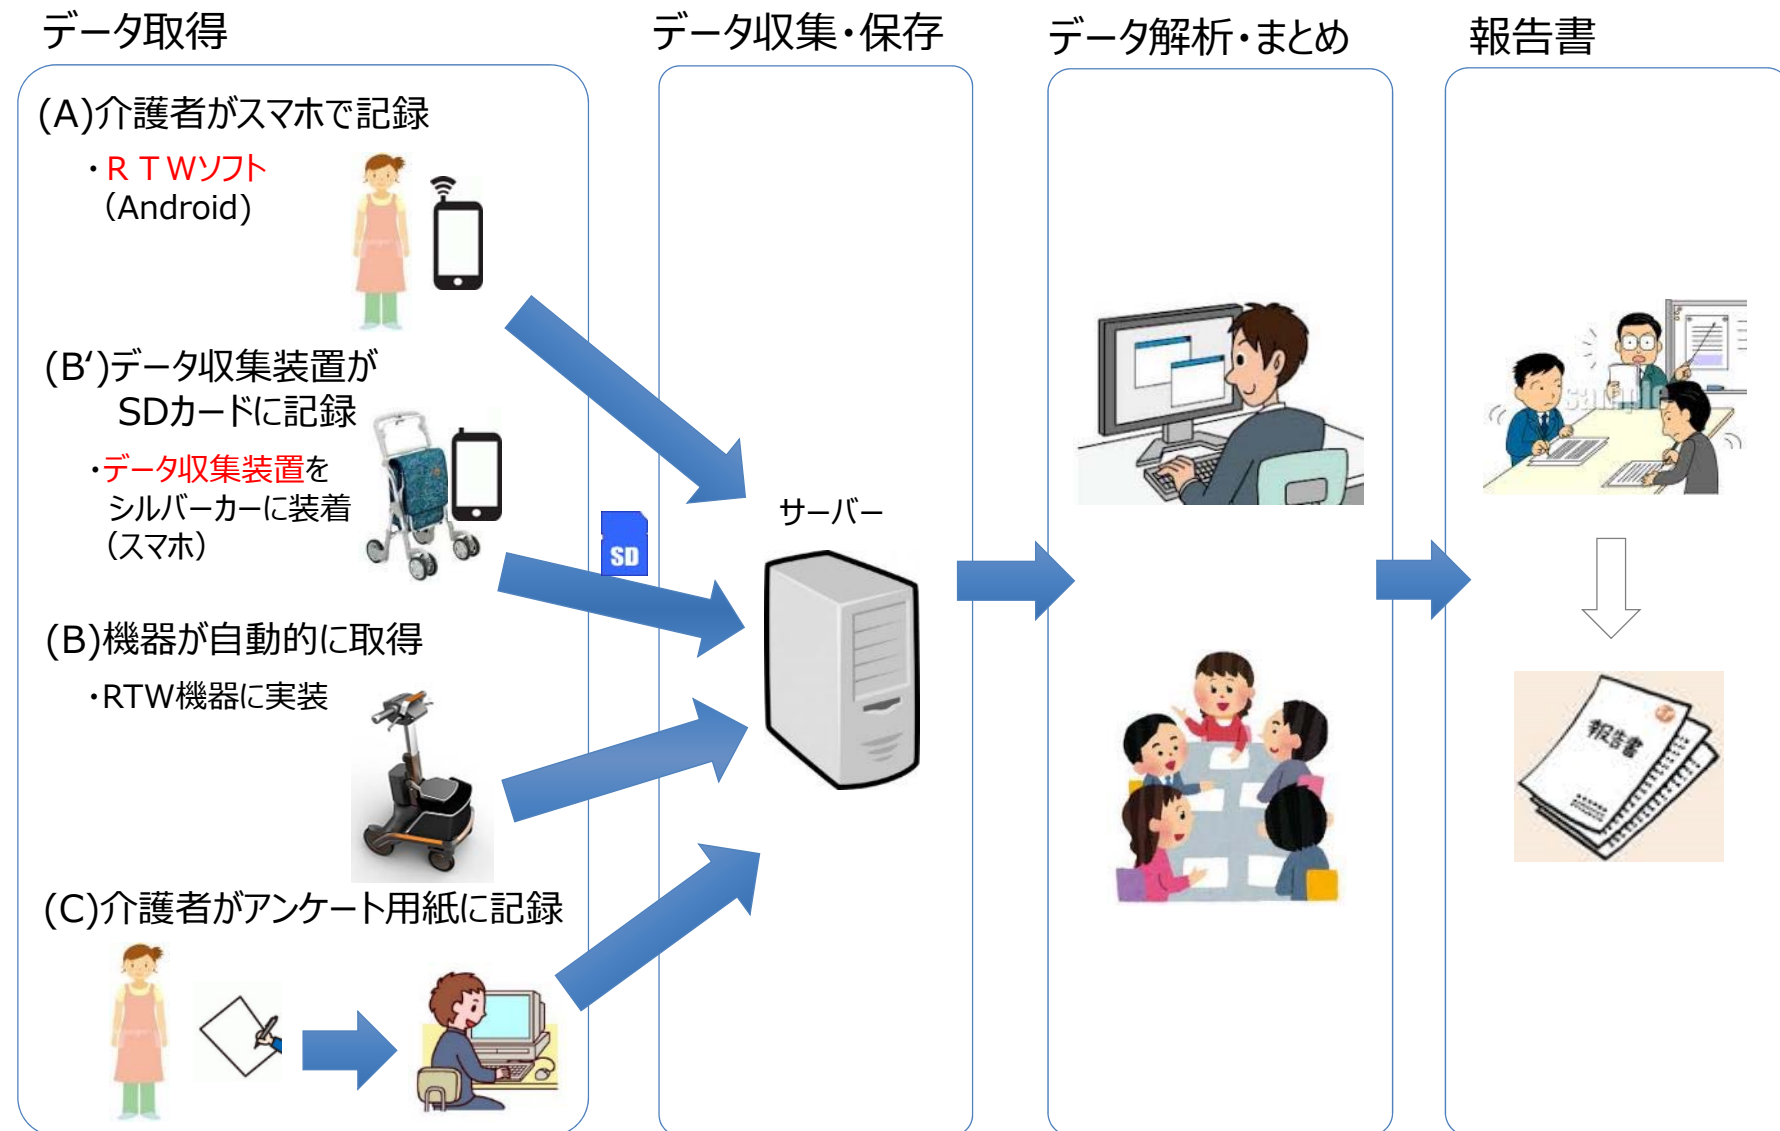 データ取得
データ収集・保存
データ解析・まとめ
報告書
(A)介護者がスマホで記録
・ＲＴＷソフト
（Android)
(B‘)データ収集装置が
SDカードに記録
・データ収集装置を
シルバーカーに装着
（スマホ）
SD
(B)機器が自動的に取得
・RTW機器に実装
(C)介護者がアンケート用紙に記録
サーバー
sample
報告書